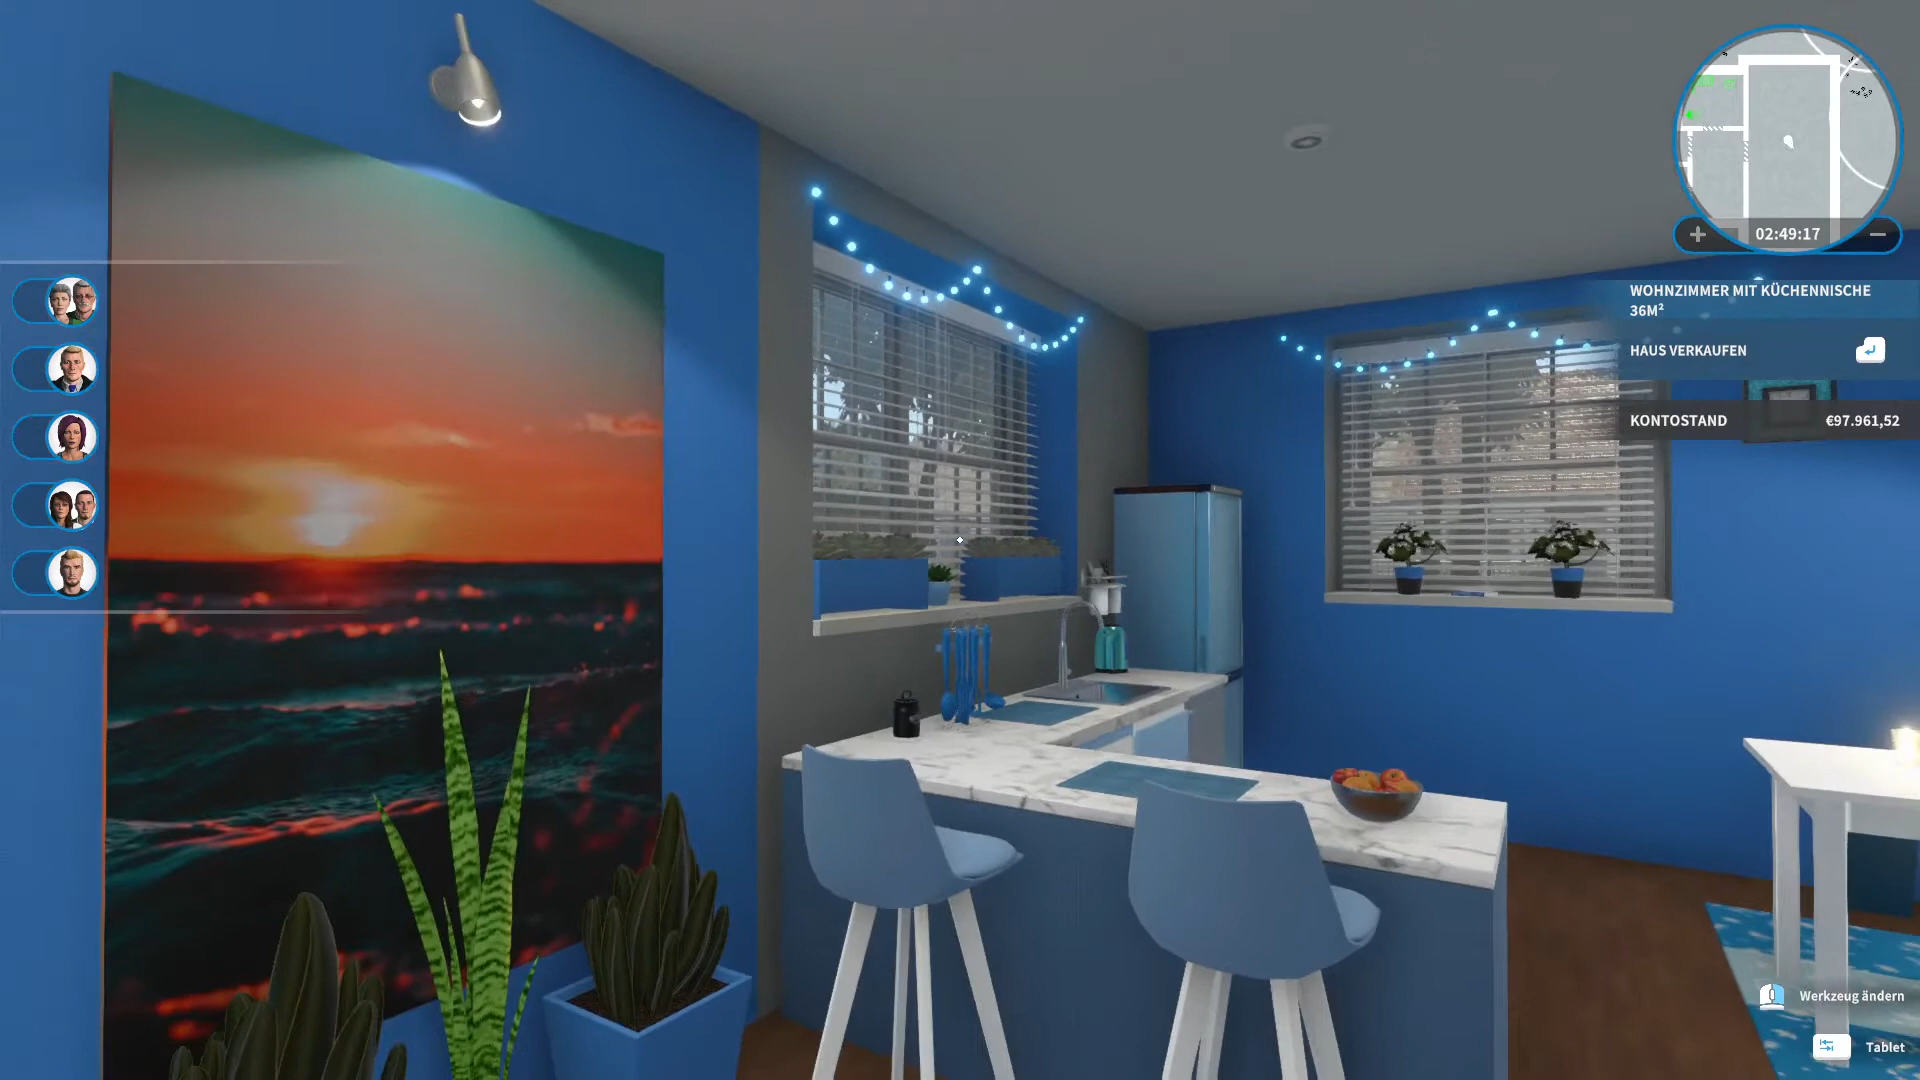 02:49:17
WOHNZIMMER MIT KÜCHENNISCHE
36M²
HAUS VERKAUFEN
KONTOSTAND €97.961,52
Werkzeug ändern
Tablet